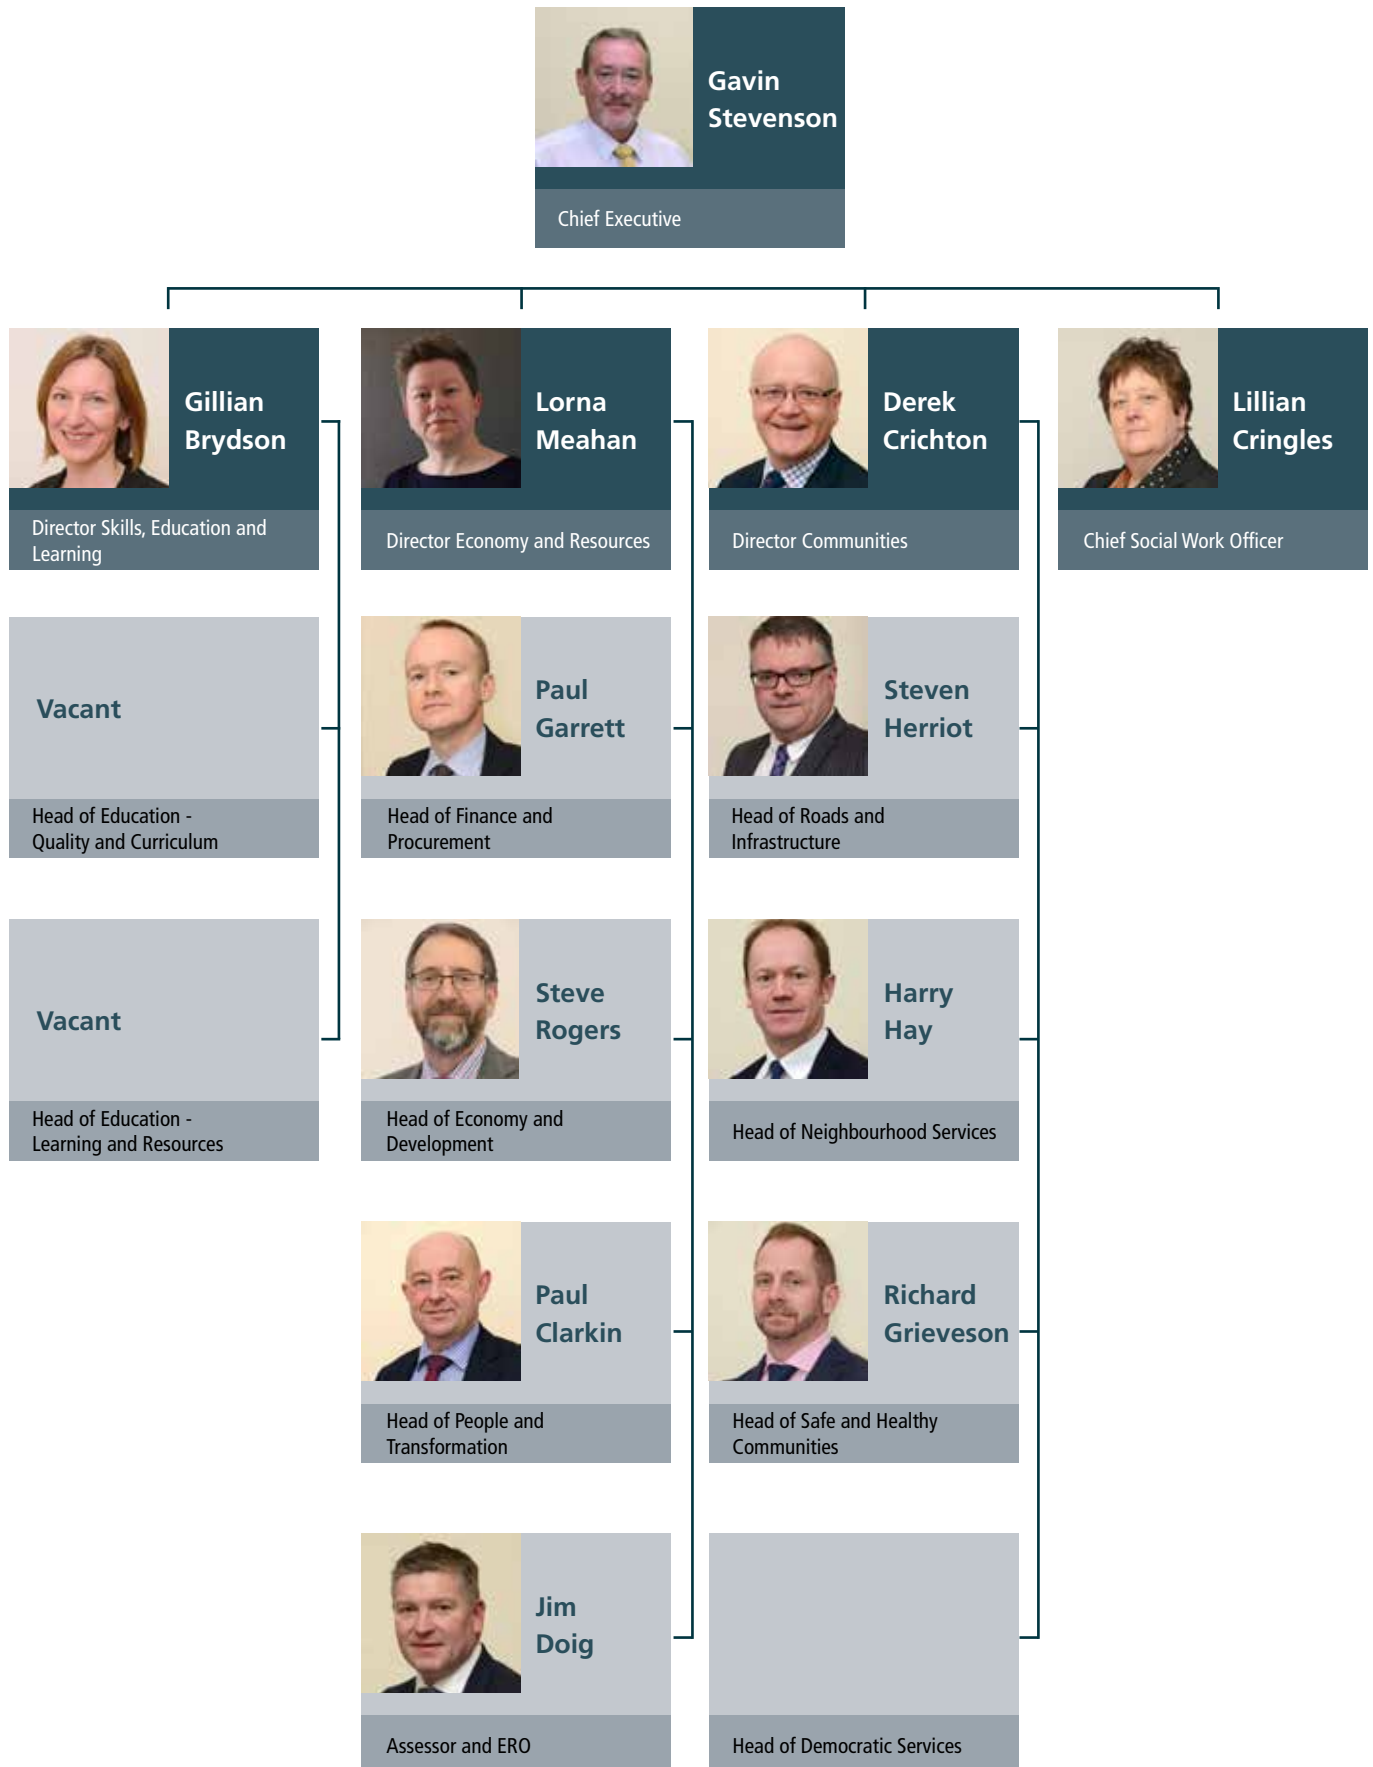 Gavin
Stevenson
Chief Executive
Gillian
Brydson
Director Skills, Education and
Learning
Lorna
Meahan
Director Economy and Resources
Derek
Crichton
Director Communities
Lillian
Cringles
Chief Social Work Officer
Vacant
Head of Education -
Quality and Curriculum
Paul
Garrett
Head of Finance and
Procurement
Steven
Herriot
Head of Roads and
Infrastructure
Vacant
Head of Education -
Learning and Resources
Steve
Rogers
Head of Economy and
Development
Harry
Hay
Head of Neighbourhood Services
Paul
Clarkin
Head of People and
Transformation
Richard
Grieveson
Head of Safe and Healthy
Communities
Jim
Doig
Assessor and ERO
Head of Democratic Services